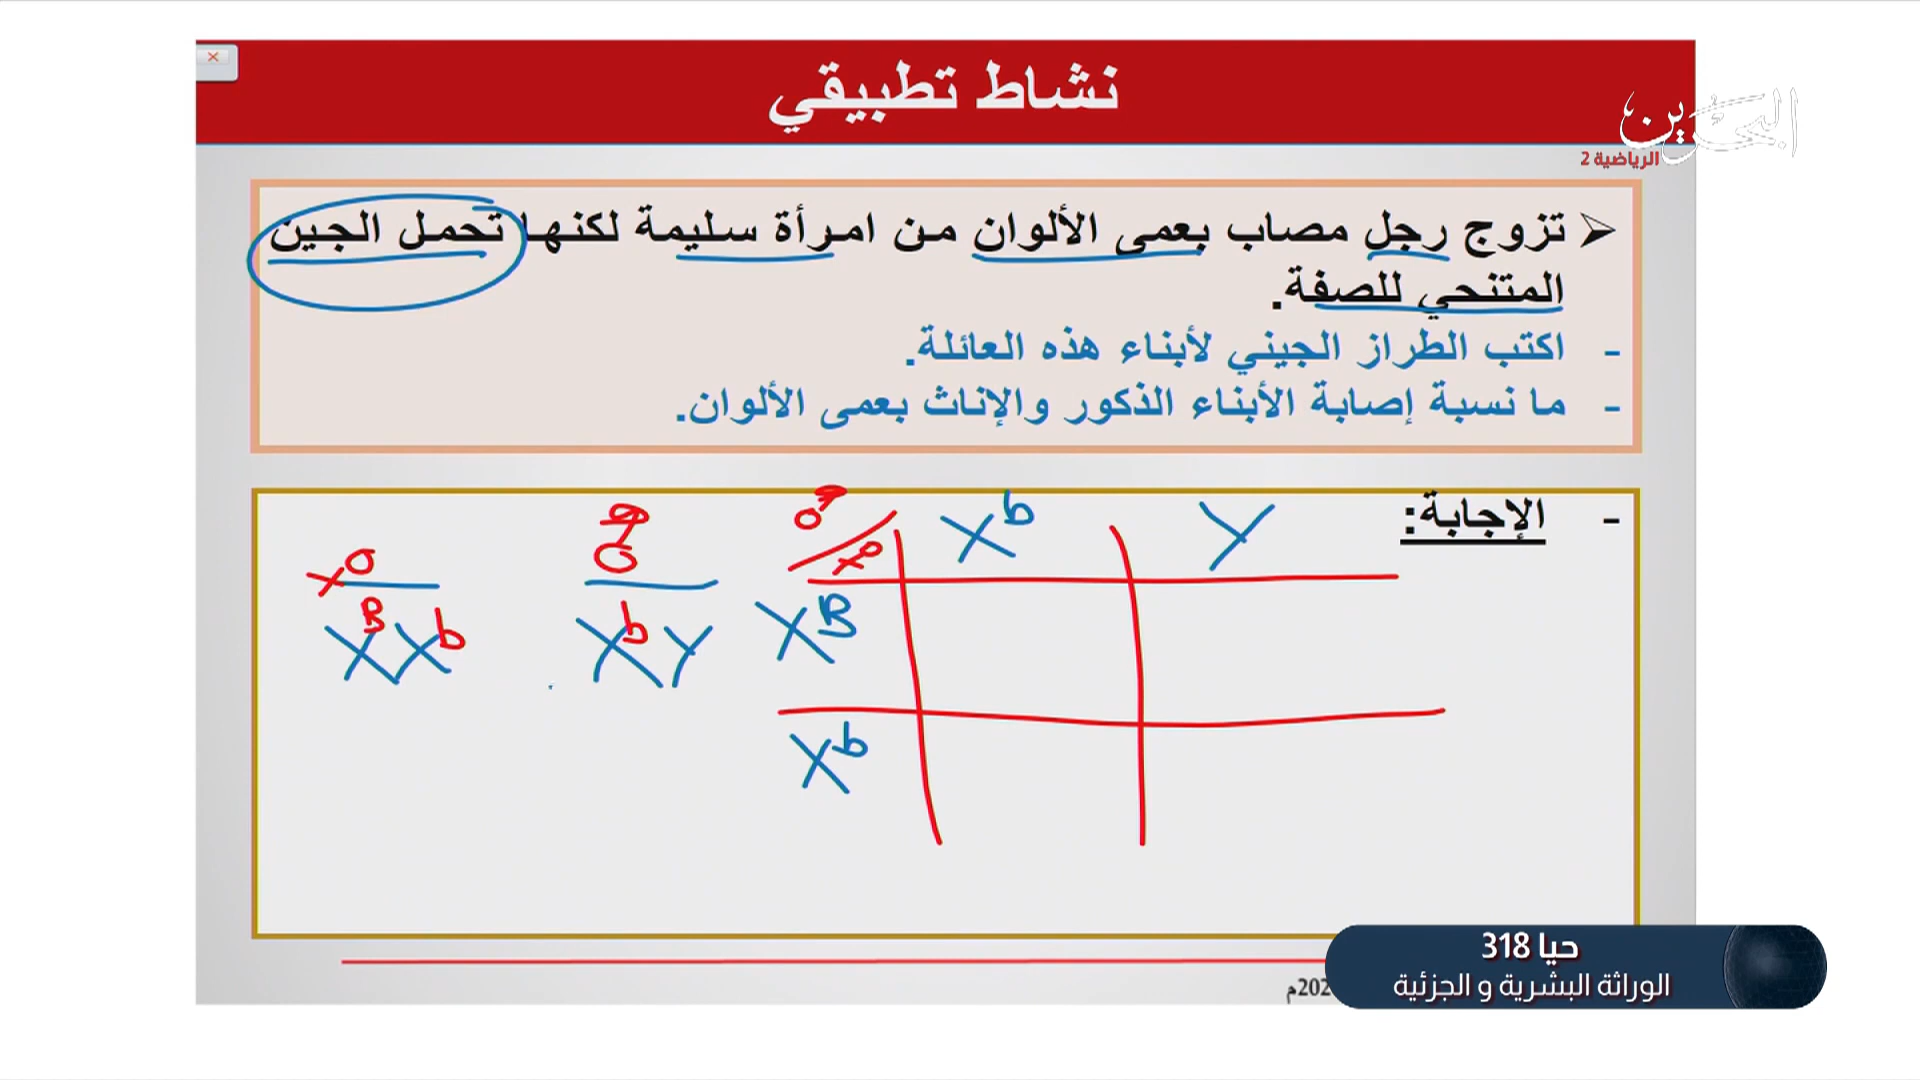 نشاط تطبيقي
البحرين
الرياضية 2
تزوج رجل مصاب بعمى الألوان من امرأة سليمة لكنها تحمل الجين
المتنحي للصفة.
- اكتب الطراز الجيني لأبناء هذه العائلة.
- ما نسبة إصابة الأبناء الذكور والإناث بعمى الألوان.
- الإجابة:
♂ / ♀ X^b Y
X^B
X^b
X^B X^b
X^b Y
حيا 318
الوراثة البشرية و الجزئية